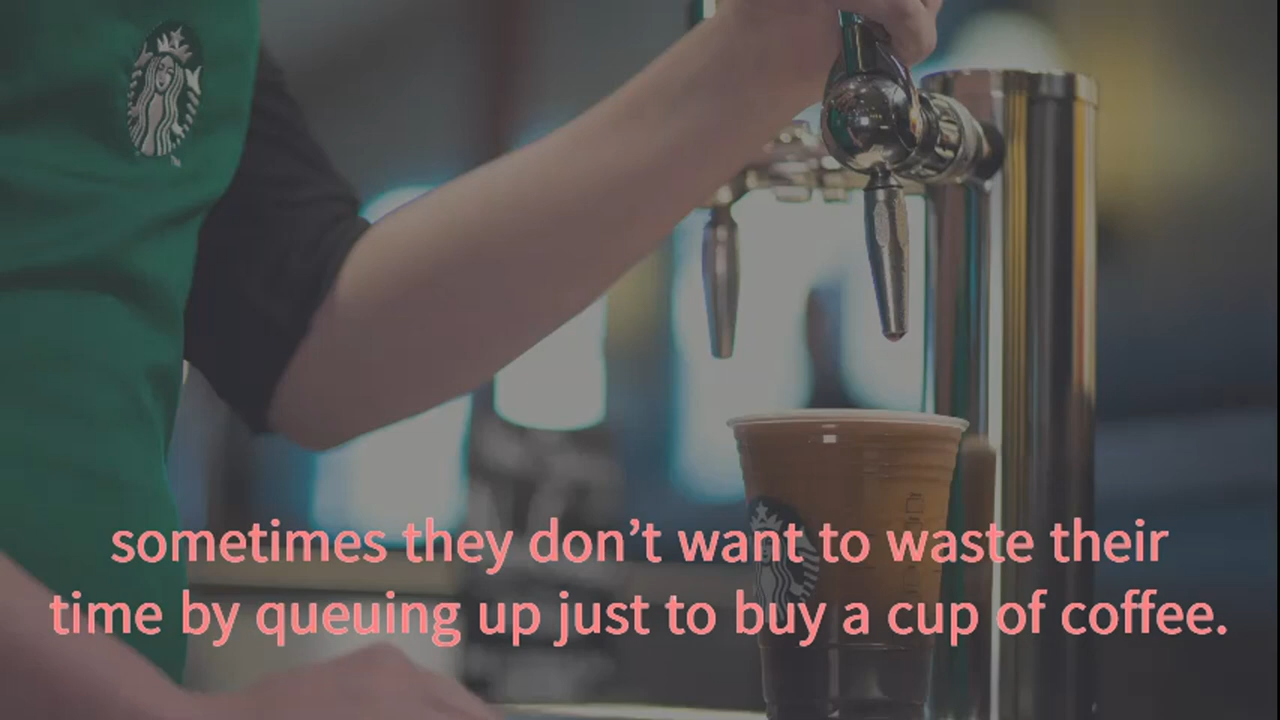 sometimes they don’t want to waste their
time by queuing up just to buy a cup of coffee.